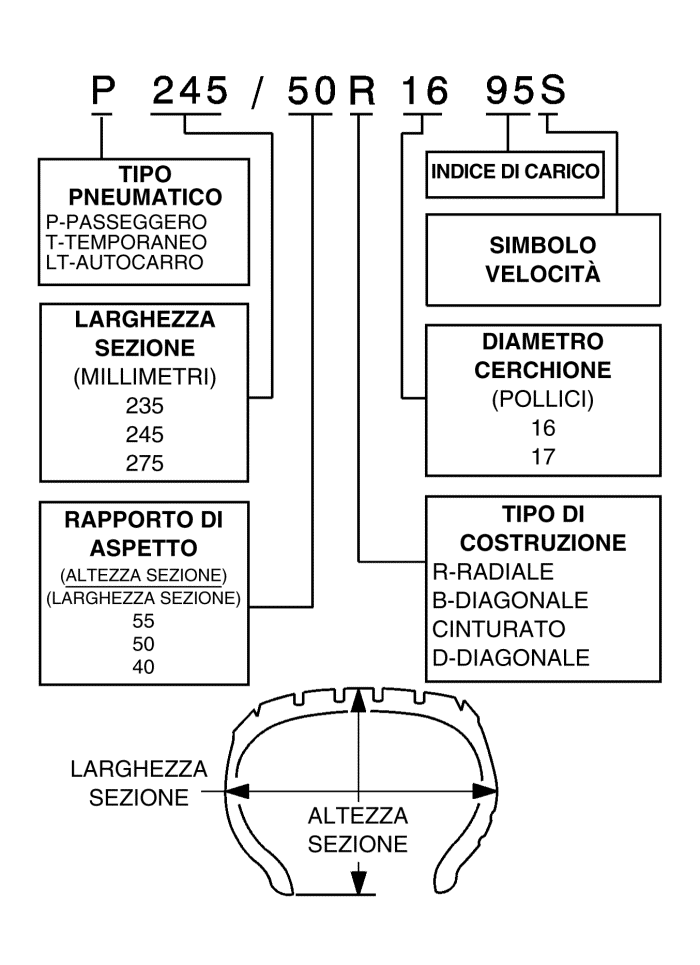 P 245 / 50 R 16 95 S
TIPO
PNEUMATICO
P-PASSEGGERO
T-TEMPORANEO
LT-AUTOCARRO
LARGHEZZA
SEZIONE
(MILLIMETRI)
235
245
275
RAPPORTO DI
ASPETTO
(ALTEZZA SEZIONE)
(LARGHEZZA SEZIONE)
55
50
40
INDICE DI CARICO
SIMBOLO
VELOCITÀ
DIAMETRO
CERCHIONE
(POLLICI)
16
17
TIPO DI
COSTRUZIONE
R-RADIALE
B-DIAGONALE
CINTURATO
D-DIAGONALE
LARGHEZZA
SEZIONE
ALTEZZA
SEZIONE